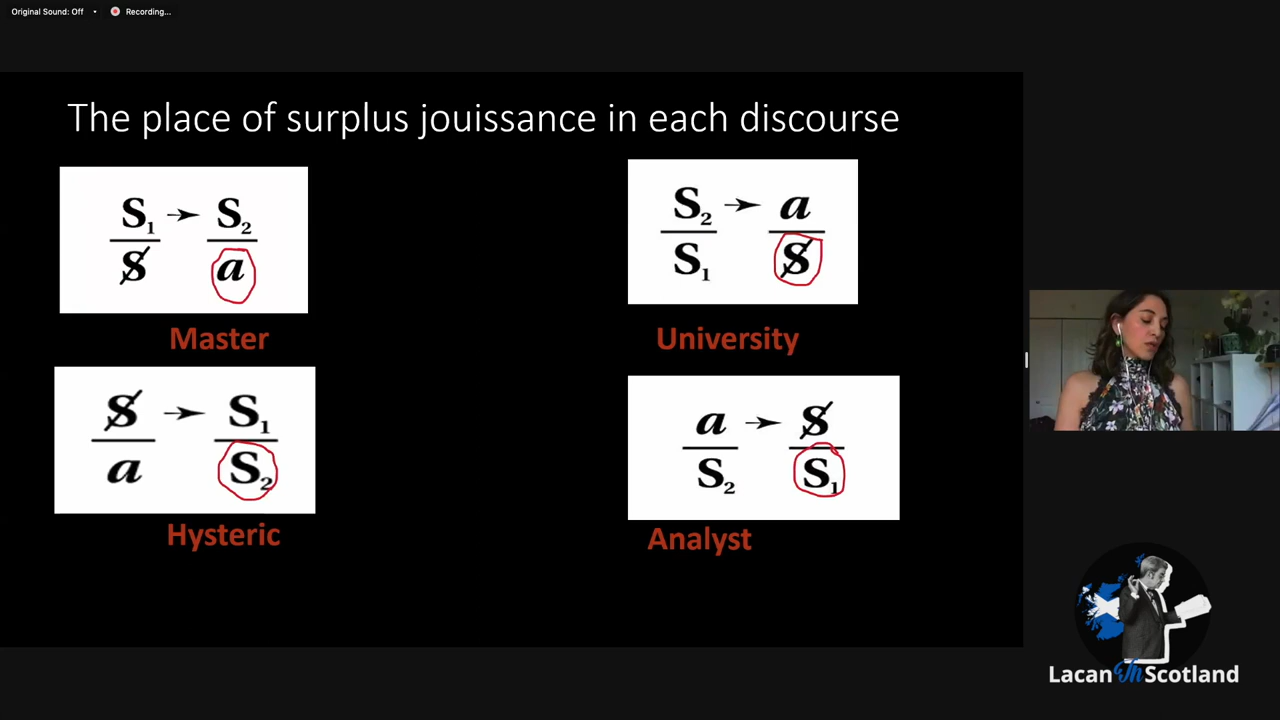 Original Sound: Off
Recording...
The place of surplus jouissance in each discourse
S₁ → S₂
$ a
Master
S₂ → a
S₁ $
University
$ → S₁
a S₂
Hysteric
a → $
S₂ S₁
Analyst
Lacan In Scotland